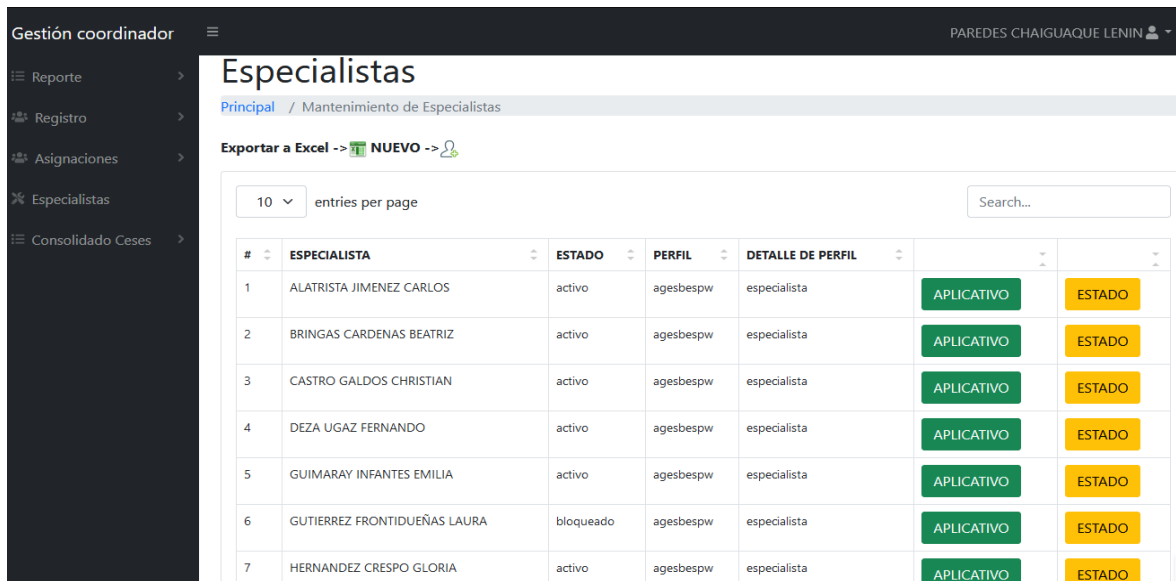 Gestión coordinador
PAREDES CHAIGUAQUE LENIN
Reporte
Registro
Asignaciones
Especialistas
Consolidado Ceses
Especialistas
Principal / Mantenimiento de Especialistas
Exportar a Excel -> NUEVO ->
10 entries per page
Search...
# ESPECIALISTA ESTADO PERFIL DETALLE DE PERFIL
1 ALATRISTA JIMENEZ CARLOS activo agesbespw especialista APLICATIVO ESTADO
2 BRINGAS CARDENAS BEATRIZ activo agesbespw especialista APLICATIVO ESTADO
3 CASTRO GALDOS CHRISTIAN activo agesbespw especialista APLICATIVO ESTADO
4 DEZA UGAZ FERNANDO activo agesbespw especialista APLICATIVO ESTADO
5 GUIMARAY INFANTES EMILIA activo agesbespw especialista APLICATIVO ESTADO
6 GUTIERREZ FRONTIDUEÑAS LAURA bloqueado agesbespw especialista APLICATIVO ESTADO
7 HERNANDEZ CRESPO GLORIA activo agesbespw especialista APLICATIVO ESTADO